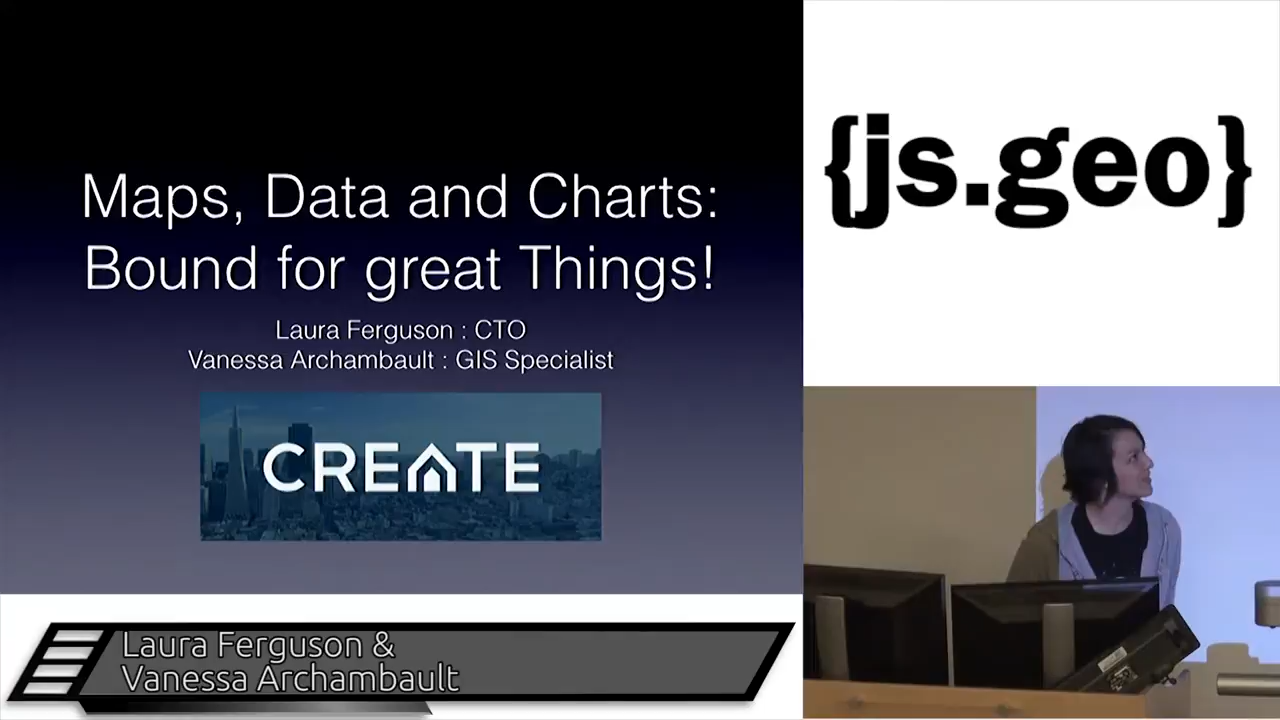 Maps, Data and Charts:
Bound for great Things!
Laura Ferguson : CTO
Vanessa Archambault : GIS Specialist
CREATE
{js.geo}
Laura Ferguson &
Vanessa Archambault